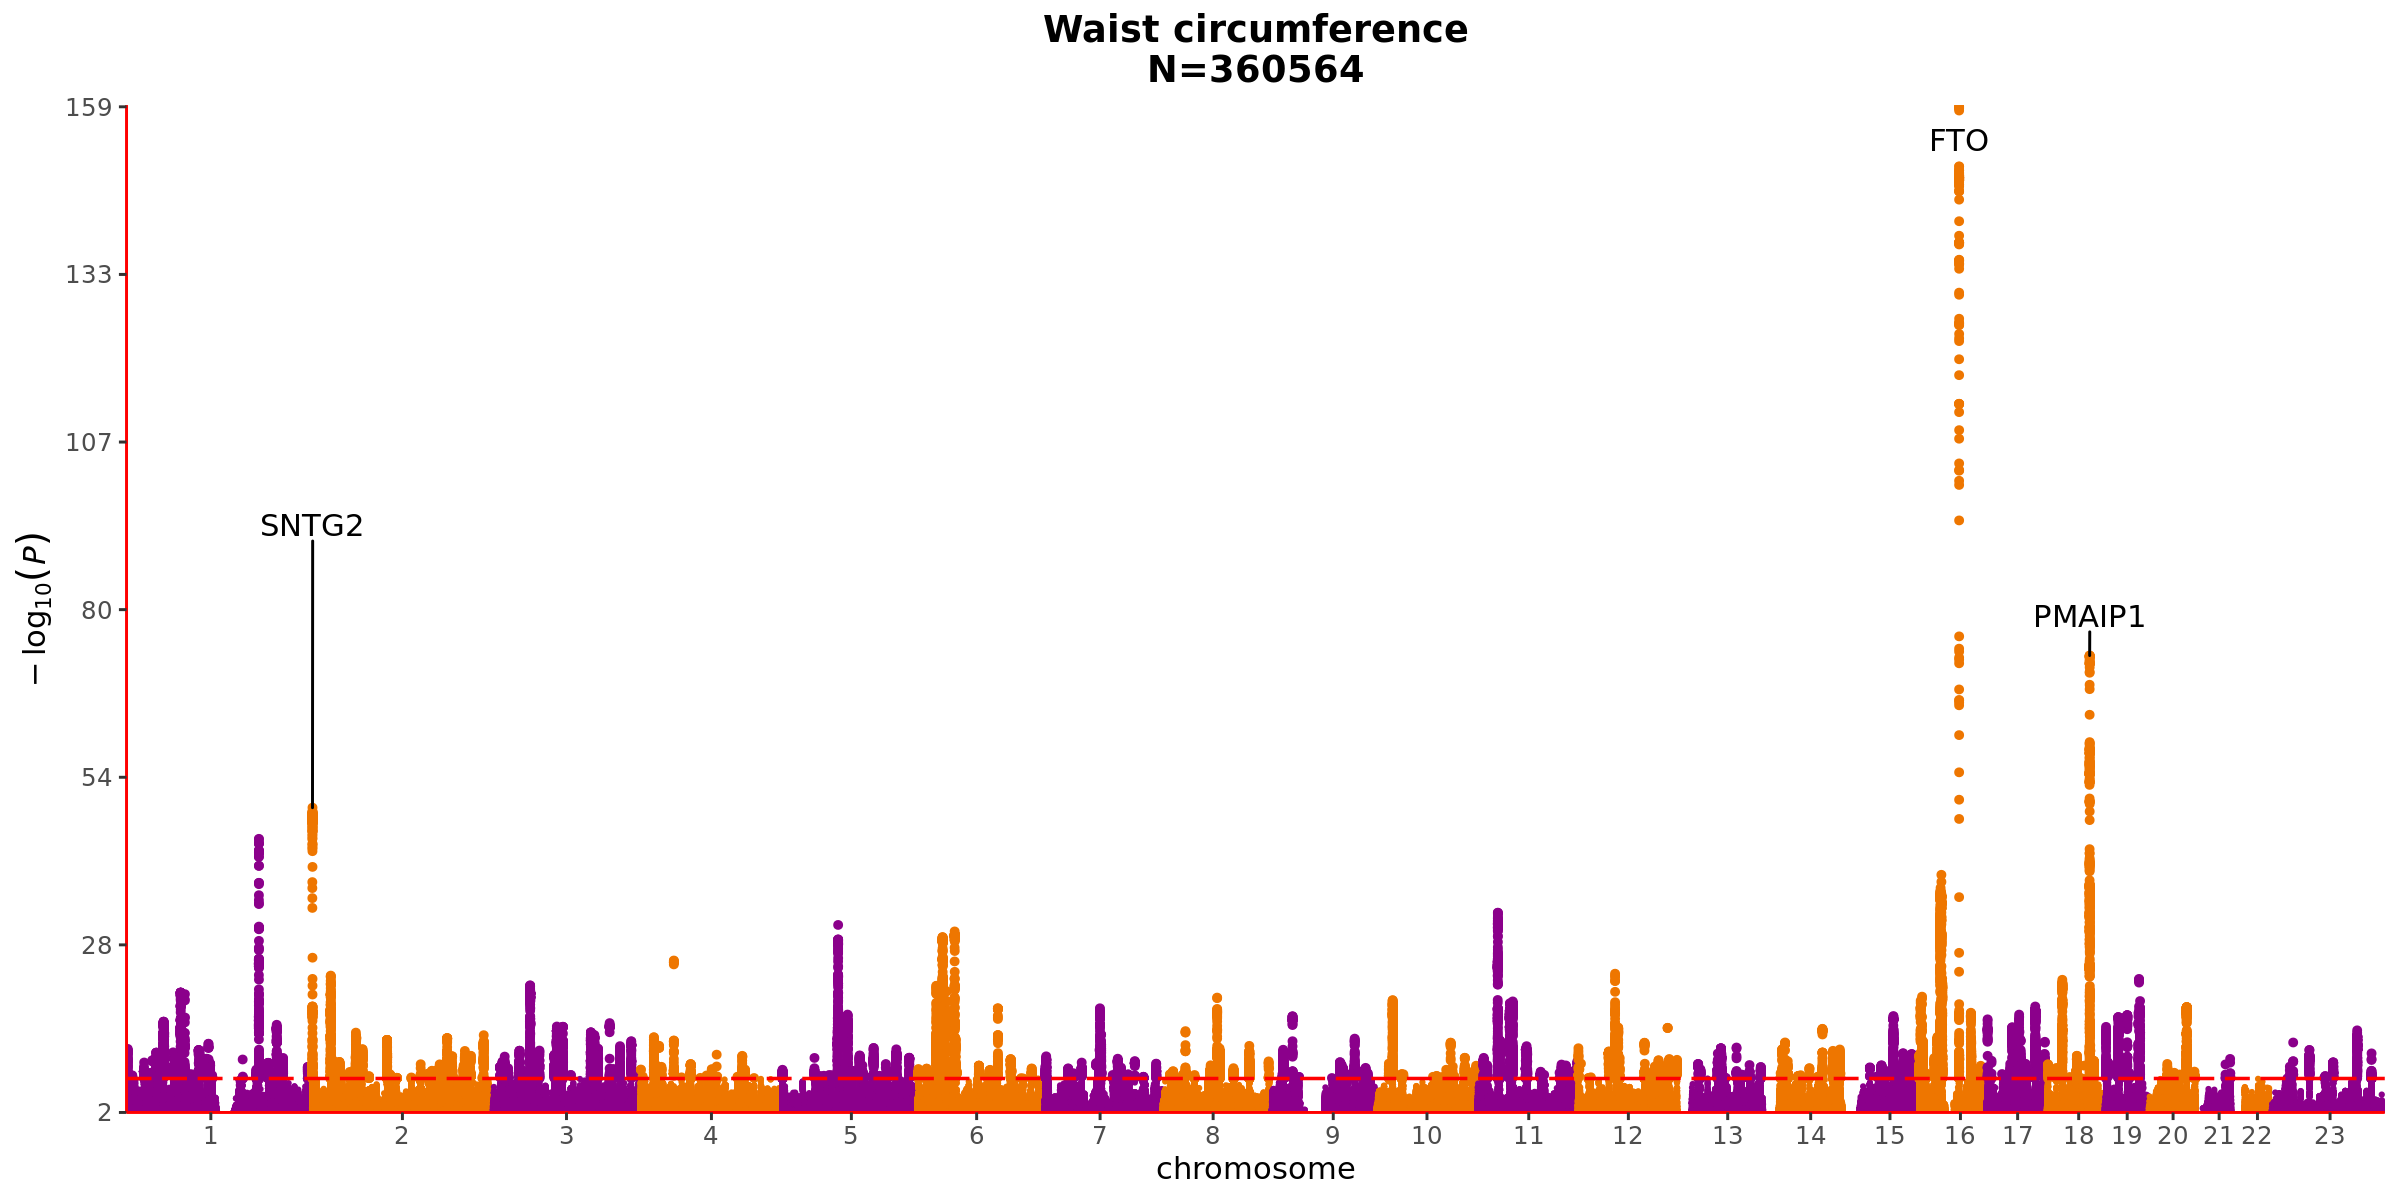 Waist circumference
N=360564
159
FTO
133
107
SNTG2
−log10(P)
80
PMAIP1
54
28
2
1 2 3 4 5 6 7 8 9 10 11 12 13 14 15 16 17 18 19 20 21 22 23
chromosome